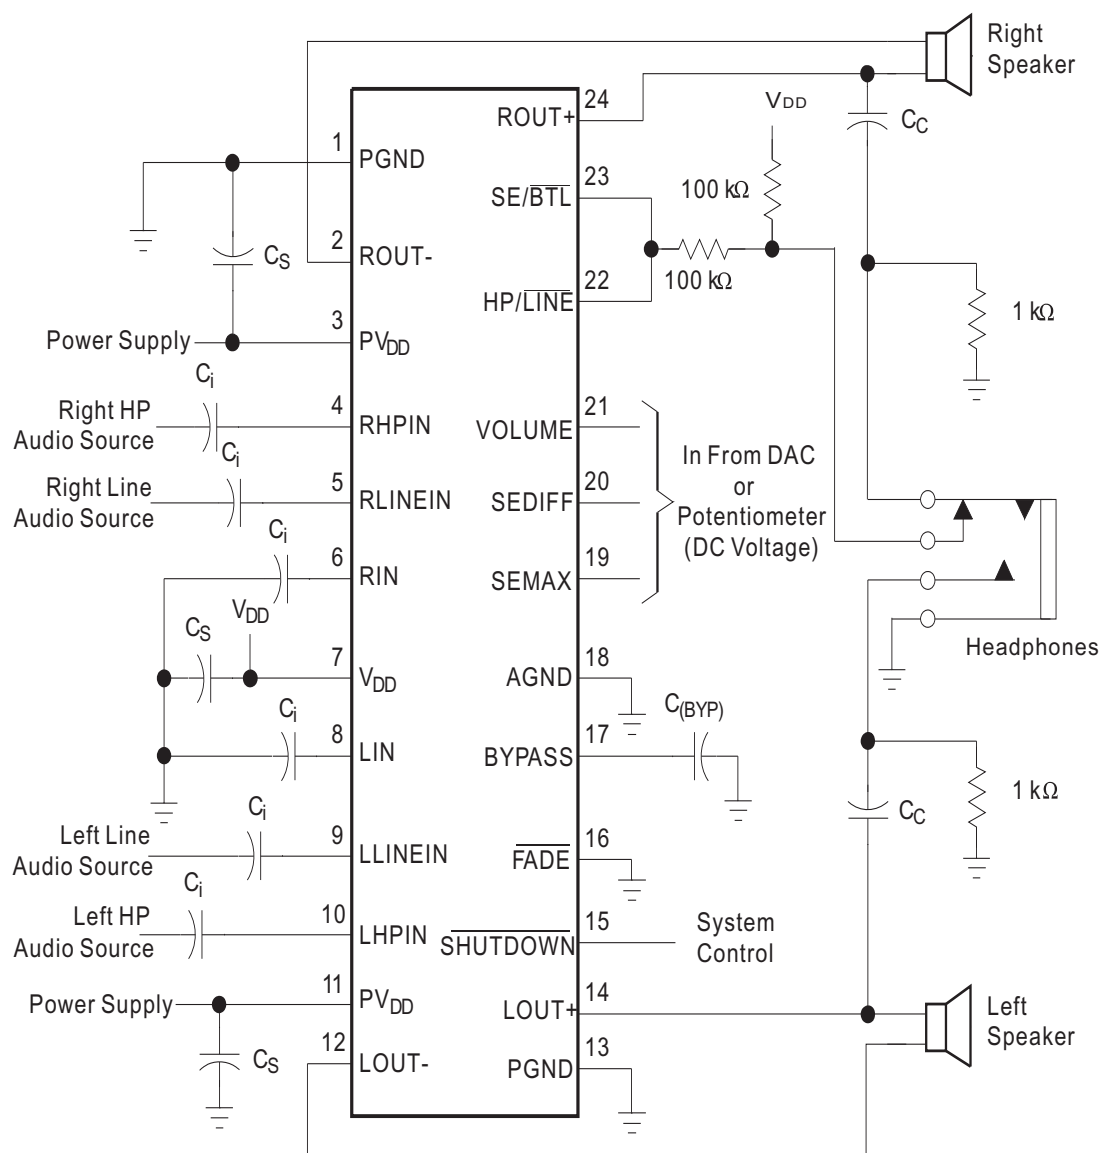 Right
Speaker
24
VDD
CC
ROUT+
1
PGND
23
100 kΩ
SE/BTL
2
CS
ROUT-
22
100 kΩ
HP/LINE
3
1 kΩ
Power Supply
PVDD
Ci
Right HP
Audio Source
4
RHPIN
21
VOLUME
Ci
In From DAC
or
Potentiometer
(DC Voltage)
Right Line
Audio Source
5
RLINEIN
20
SEDIFF
Ci
6
RIN
19
SEMAX
VDD
CS
Headphones
7
VDD
18
AGND
Ci
C(BYP)
8
LIN
17
BYPASS
1 kΩ
CC
Ci
Left Line
Audio Source
9
LLINEIN
16
FADE
Ci
Left HP
Audio Source
10
LHPIN
15
SHUTDOWN
System
Control
11
Power Supply
PVDD
14
LOUT+
Left
Speaker
12
CS
LOUT-
13
PGND